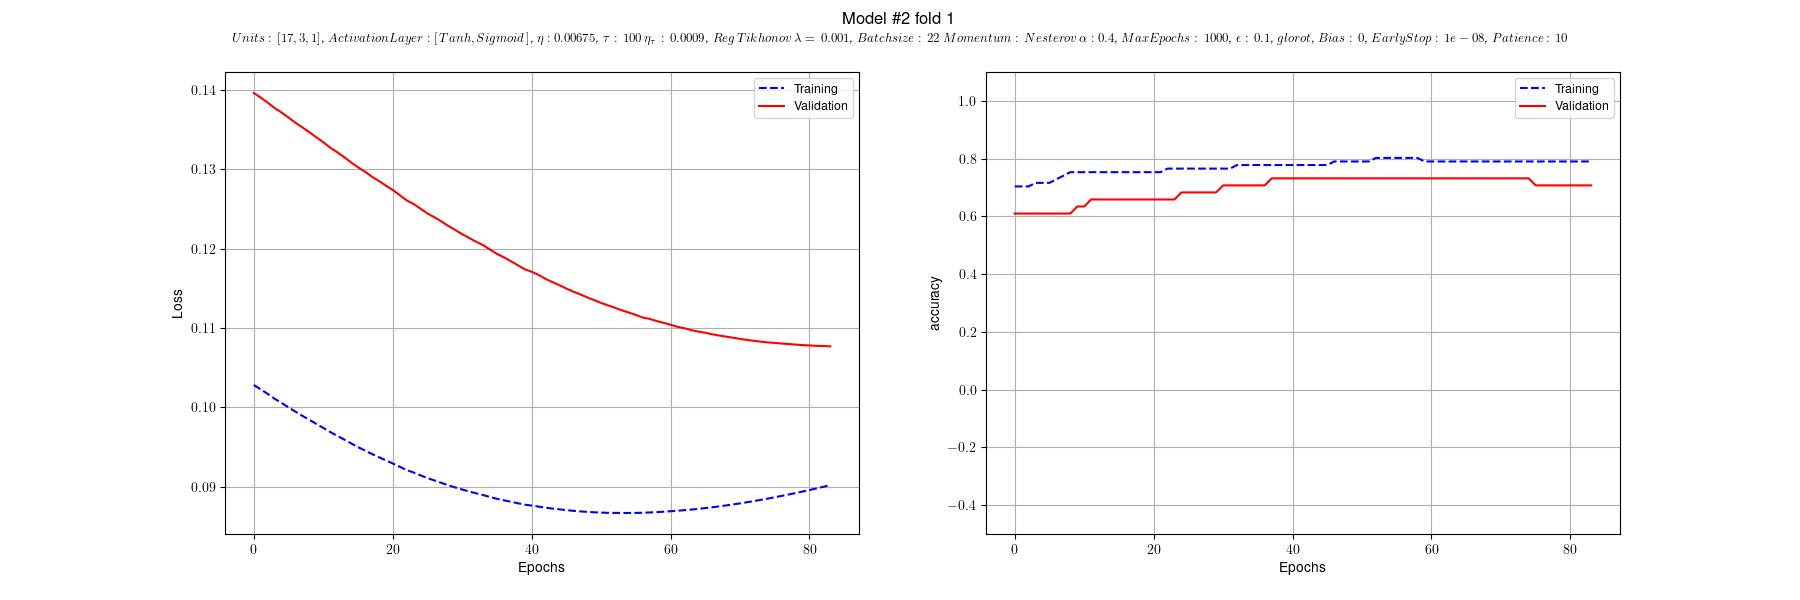 Model #2 fold 1
Units : [17, 3, 1], ActivationLayer : [Tanh, Sigmoid], η : 0.00675, τ : 100 ητ : 0.0009, Reg Tikhonov λ = 0.001, Batchsize : 22 Momentum : Nesterov α : 0.4, MaxEpochs : 1000, ϵ : 0.1, glorot, Bias : 0, EarlyStop : 1e − 08, Patience : 10
Training
Validation
0.14
0.13
0.12
0.11
0.10
0.09
Loss
0 20 40 60 80
Epochs
Training
Validation
1.0
0.8
0.6
0.4
0.2
0.0
−0.2
−0.4
accuracy
0 20 40 60 80
Epochs